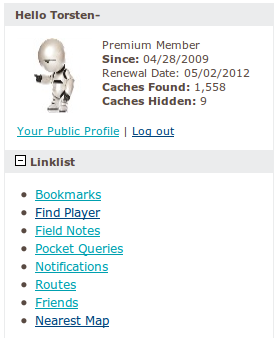 Hello Torsten-
Premium Member
Since: 04/28/2009
Renewal Date: 05/02/2012
Caches Found: 1,558
Caches Hidden: 9
Your Public Profile | Log out
Linklist
Bookmarks
Find Player
Field Notes
Pocket Queries
Notifications
Routes
Friends
Nearest Map